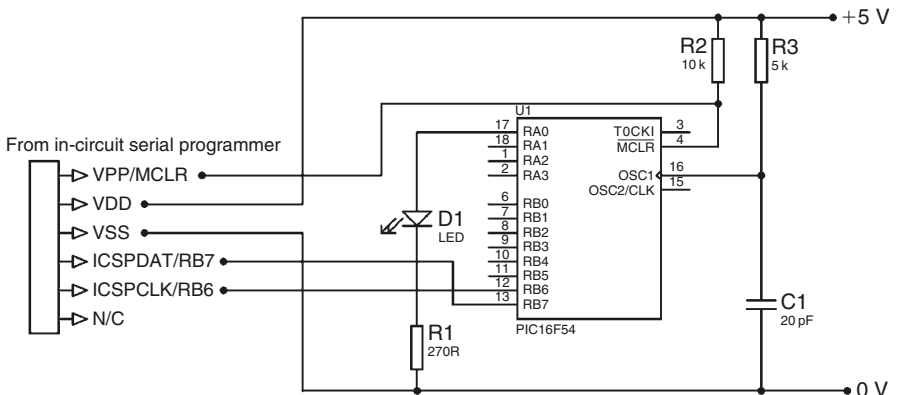 +5 V
R2
10 k
R3
5 k
U1
17 RA0 T0CKI 3
18 RA1 MCLR 4
1 RA2
2 RA3 OSC1 16
OSC2/CLK 15
6 RB0
7 RB1
8 RB2
9 RB3
10 RB4
11 RB5
12 RB6
13 RB7
PIC16F54
From in-circuit serial programmer
VPP/MCLR
VDD
VSS
ICSPDAT/RB7
ICSPCLK/RB6
N/C
D1
LED
R1
270R
C1
20 pF
0 V